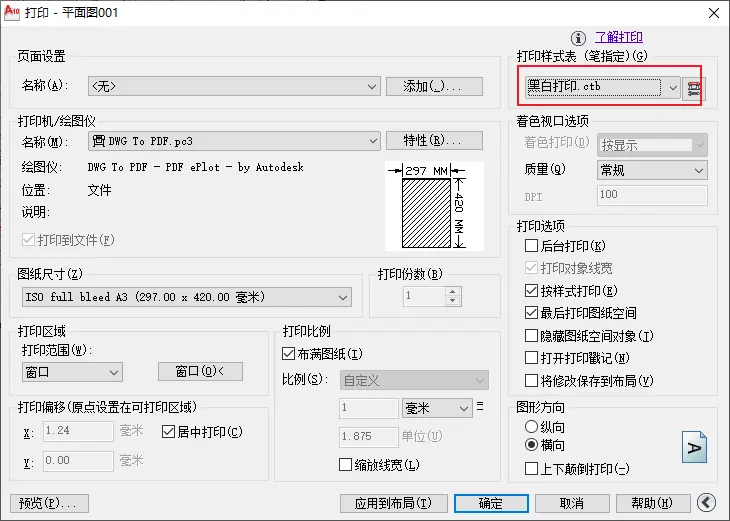 打印 - 平面图001
了解打印
页面设置
名称(A): <无> 添加(.)...
打印机/绘图仪
名称(M): DWG To PDF.pc3 特性(R)...
绘图仪: DWG To PDF - PDF ePlot - by Autodesk
位置: 文件
说明:
打印到文件(F)
297 MM
420 MM
图纸尺寸(Z)
ISO full bleed A3 (297.00 x 420.00 毫米)
打印份数(B)
1
打印区域
打印范围(W):
窗口 窗口(O)<
打印偏移(原点设置在可打印区域)
X: 1.24 毫米 居中打印(C)
Y: 0.00 毫米
打印比例
布满图纸(I)
比例(S): 自定义
1 毫米 =
1.875 单位(U)
缩放线宽(L)
打印样式表 (笔指定)(G)
黑白打印.ctb
着色视口选项
着色打印(D) 按显示
质量(Q) 常规
DPI 100
打印选项
后台打印(K)
打印对象线宽
按样式打印(E)
最后打印图纸空间
隐藏图纸空间对象(J)
打开打印戳记(N)
将修改保存到布局(V)
图形方向
纵向
横向
上下颠倒打印(-)
A
预览(P)... 应用到布局(T) 确定 取消 帮助(H)